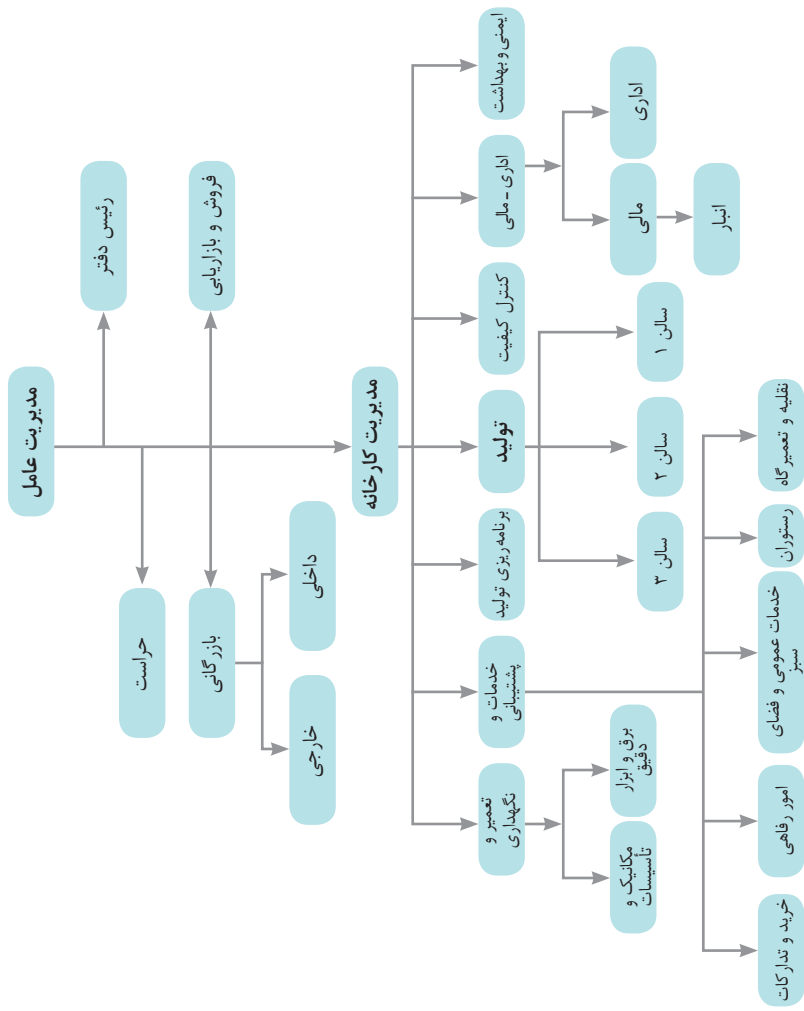 مدیریت عامل
رئیس دفتر
حراست
فروش و بازاریابی
بازرگانی
داخلی
خارجی
مدیریت کارخانه
ایمنی و بهداشت
اداری - مالی
کنترل کیفیت
تولید
برنامه ریزی تولید
خدمات و
پشتیبانی
تعمیر و
نگهداری
اداری
مالی
انبار
سالن ۱
سالن ۲
سالن ۳
برق و ابزار
دقیق
مکانیک و
تأسیسات
نقلیه و تعمیرگاه
رستوران
خدمات عمومی و فضای
سبز
امور رفاهی
خرید و تدارکات